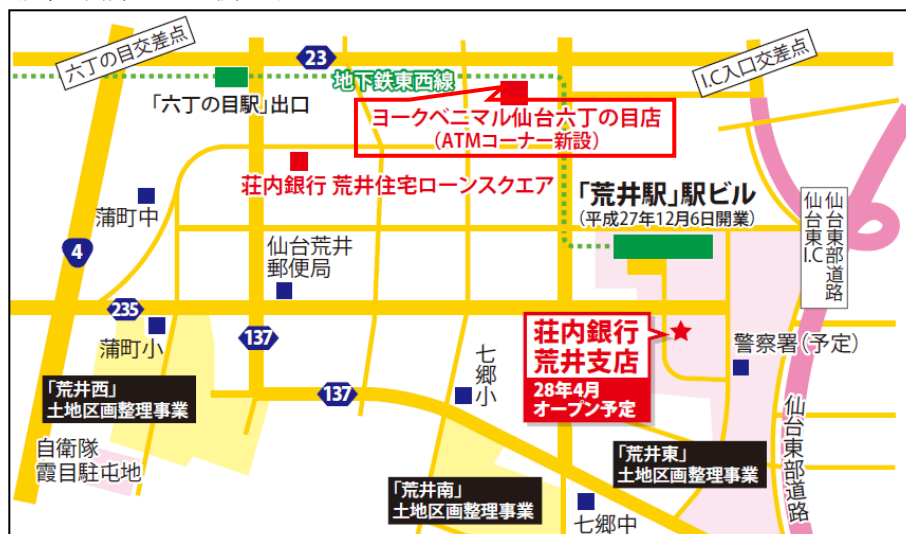 六丁の目交差点
23
I.C入口交差点
地下鉄東西線
「六丁の目駅」出口
ヨークベニマル仙台六丁の目店
(ATMコーナー新設)
荘内銀行 荒井住宅ローンスクエア
「荒井駅」駅ビル
(平成27年12月6日開業)
蒲町中
仙台東部道路
仙台東I.C
4
仙台荒井
郵便局
235
蒲町小
137
荘内銀行
荒井支店
28年4月
オープン予定
警察署(予定)
七郷小
「荒井西」
土地区画整理事業
137
仙台東部道路
自衛隊
霞目駐屯地
「荒井東」
土地区画整理事業
「荒井南」
土地区画整理事業
七郷中